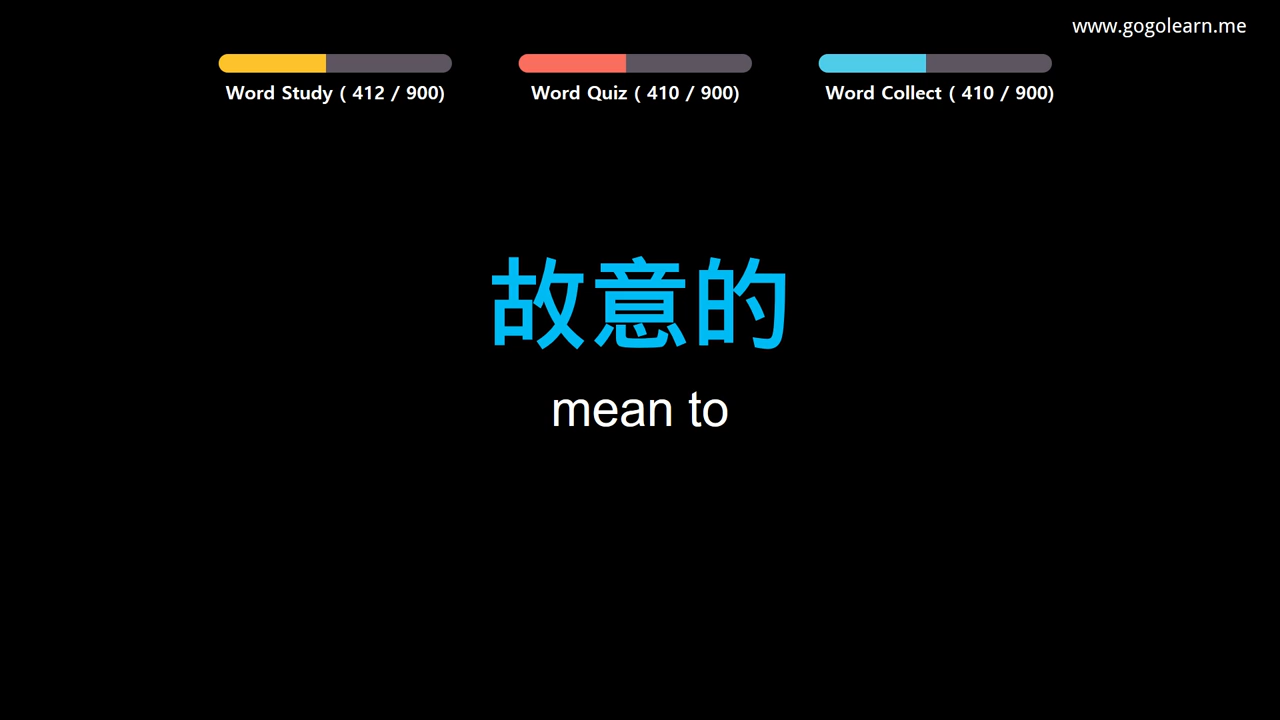 www.gogolearn.me
Word Study ( 412 / 900)
Word Quiz ( 410 / 900)
Word Collect ( 410 / 900)
故意的
mean to